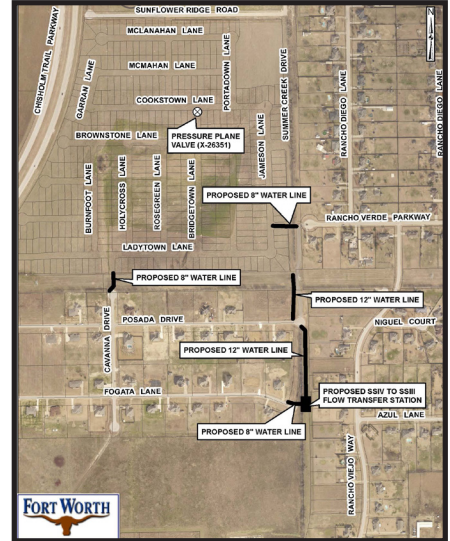 SUNFLOWER RIDGE ROAD
MCLANAHAN LANE
MCMAHAN LANE
COOKSTOWN LANE
CHISHOLM TRAIL PARKWAY
GARRAN LANE
PORTADOWN LANE
SUMMER CREEK DRIVE
RANCHO DIEGO LANE
RANCHO DIEGO LANE
PRESSURE PLANE
VALVE (X-26351)
BROWNSTONE LANE
BURNFOOT LANE
HOLYCROSS LANE
ROSEGREEN LANE
BRIDGETOWN LANE
JAMESON LANE
PROPOSED 8" WATER LINE
RANCHO VERDE PARKWAY
LADYTOWN LANE
PROPOSED 8" WATER LINE
PROPOSED 12" WATER LINE
CAVANNA DRIVE
POSADA DRIVE
NIGUEL COURT
PROPOSED 12" WATER LINE
FOGATA LANE
PROPOSED SSIV TO SSIII
FLOW TRANSFER STATION
AZUL LANE
PROPOSED 8" WATER LINE
RANCHO VIEJO WAY
FORT WORTH